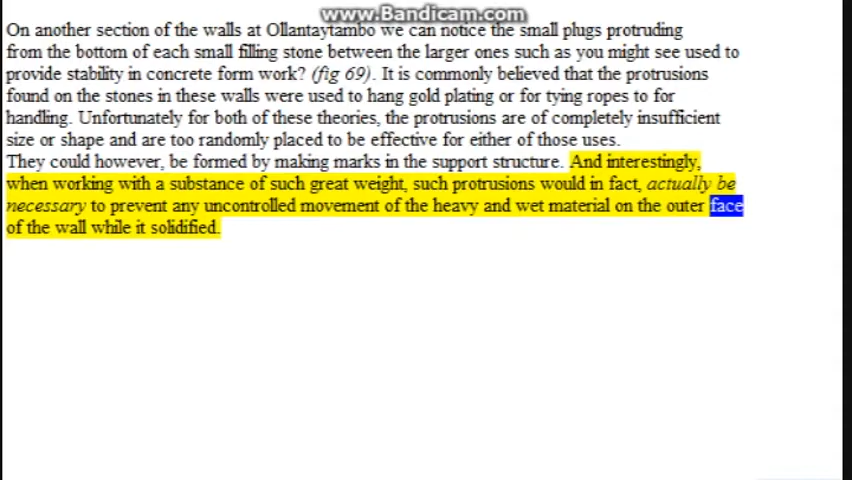 www.Bandicam.com
On another section of the walls at Ollantaytambo we can notice the small plugs protruding
from the bottom of each small filling stone between the larger ones such as you might see used to
provide stability in concrete form work? (fig 69). It is commonly believed that the protrusions
found on the stones in these walls were used to hang gold plating or for tying ropes to for
handling. Unfortunately for both of these theories, the protrusions are of completely insufficient
size or shape and are too randomly placed to be effective for either of those uses.
They could however, be formed by making marks in the support structure. And interestingly,
when working with a substance of such great weight, such protrusions would in fact, actually be
necessary to prevent any uncontrolled movement of the heavy and wet material on the outer face
of the wall while it solidified.